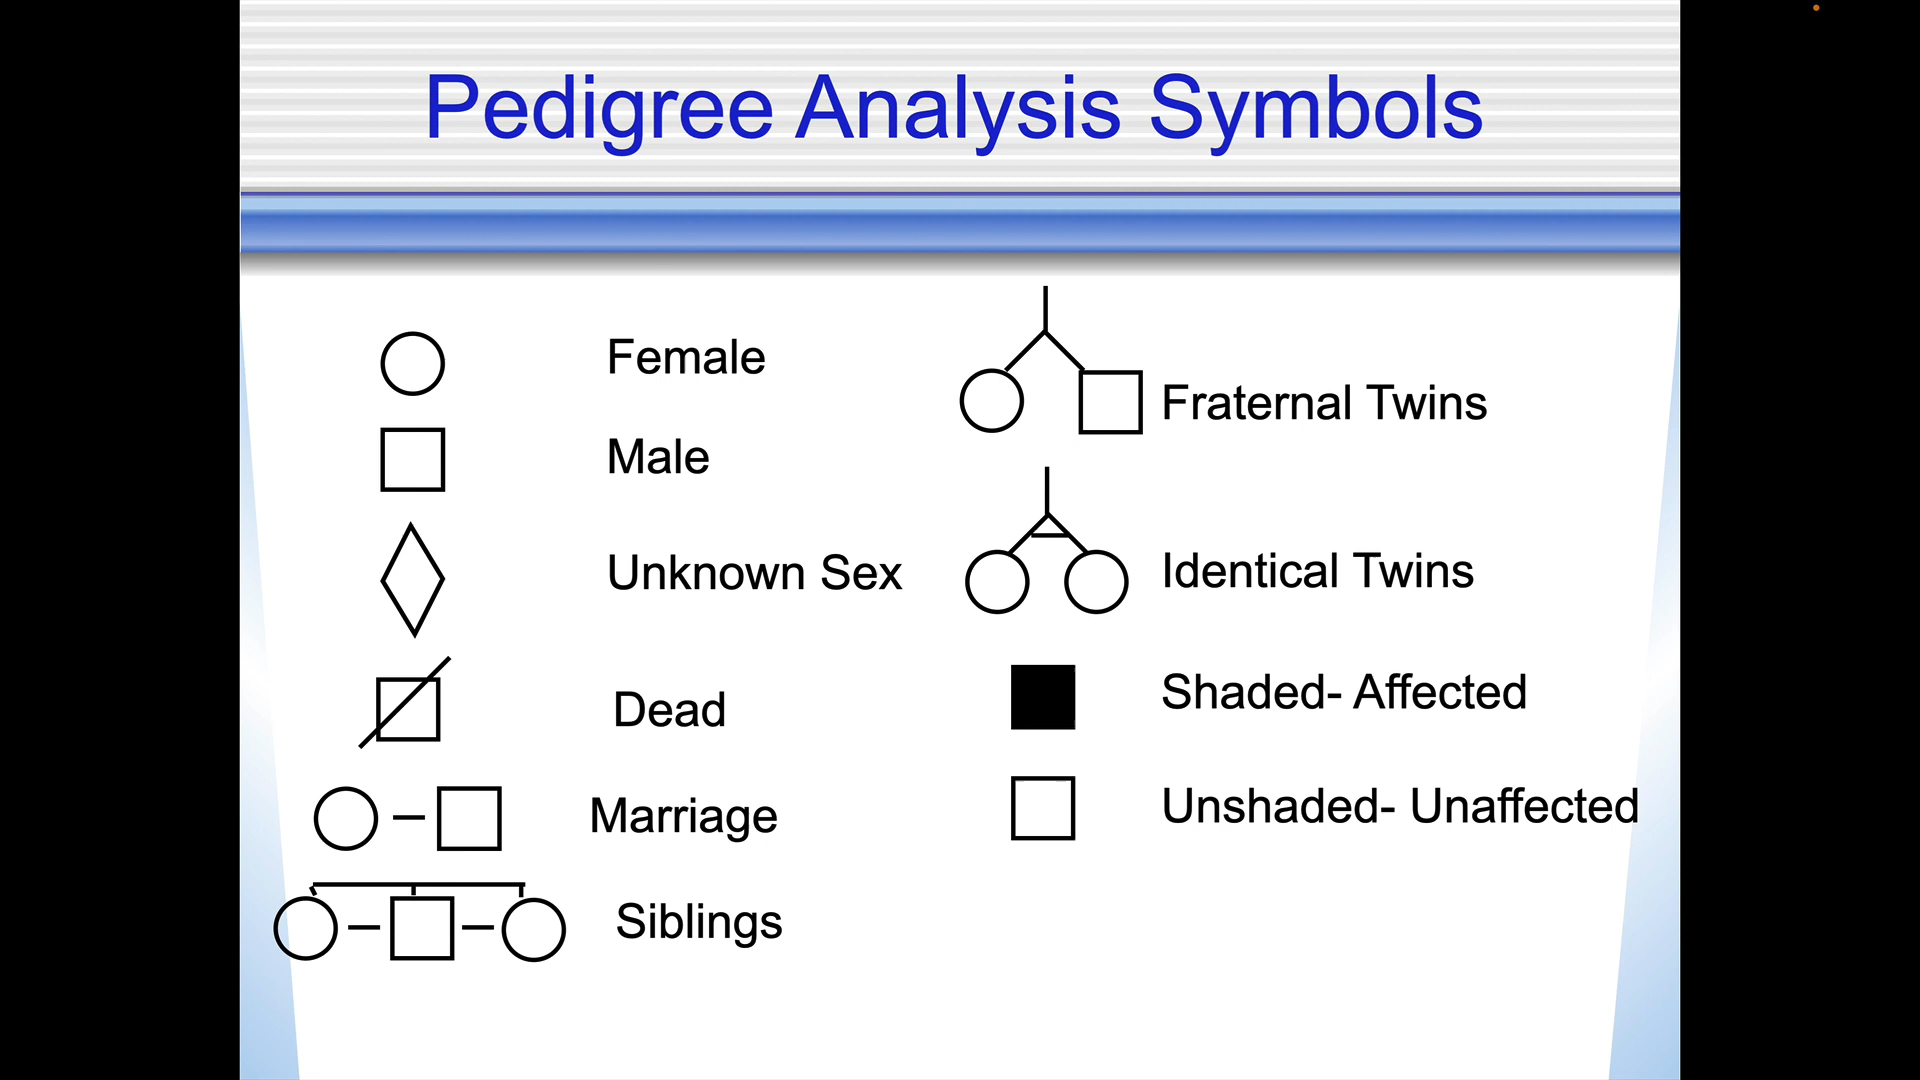 Pedigree Analysis Symbols
Female
Male
Unknown Sex
Dead
Marriage
Siblings
Fraternal Twins
Identical Twins
Shaded- Affected
Unshaded- Unaffected